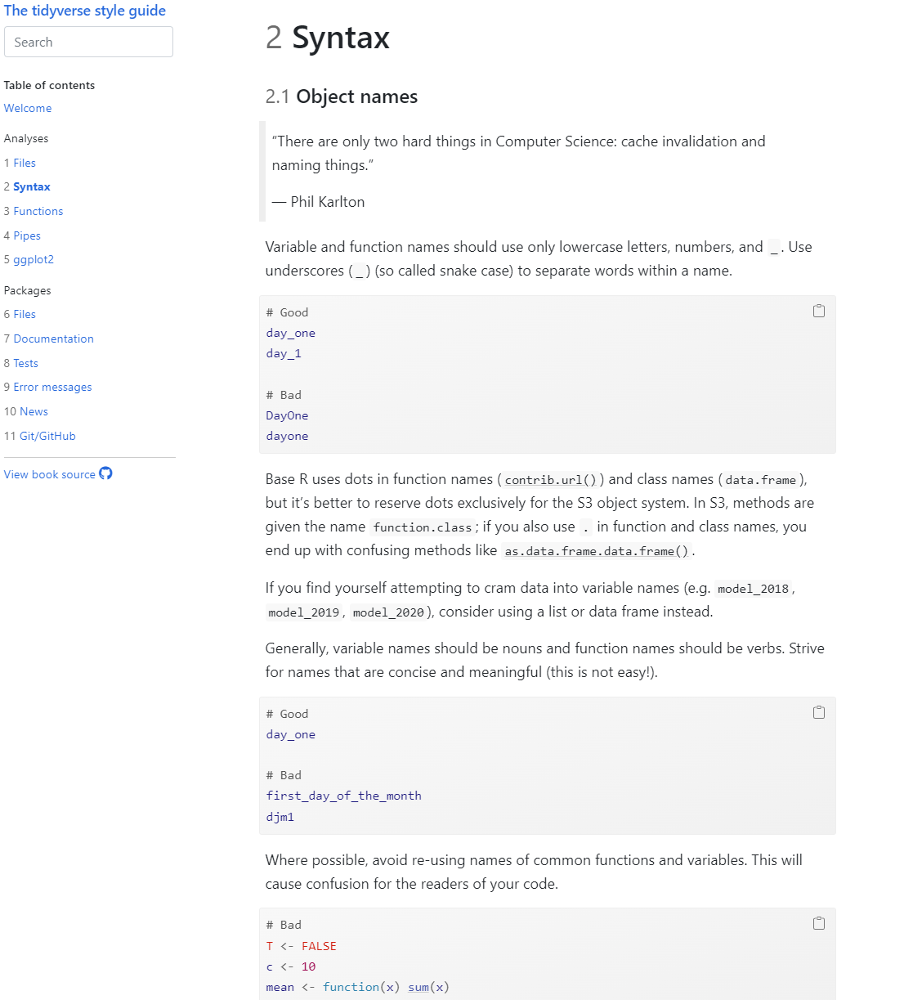 The tidyverse style guide
Search
Table of contents
Welcome
Analyses
1 Files
2 Syntax
3 Functions
4 Pipes
5 ggplot2
Packages
6 Files
7 Documentation
8 Tests
9 Error messages
10 News
11 Git/GitHub
View book source
2 Syntax
2.1 Object names
“There are only two hard things in Computer Science: cache invalidation and
naming things.”
— Phil Karlton
Variable and function names should use only lowercase letters, numbers, and _. Use
underscores (_) (so called snake case) to separate words within a name.
# Good
day_one
day_1
# Bad
DayOne
dayone
Base R uses dots in function names (contrib.url()) and class names (data.frame),
but it’s better to reserve dots exclusively for the S3 object system. In S3, methods are
given the name function.class; if you also use . in function and class names, you
end up with confusing methods like as.data.frame.data.frame().
If you find yourself attempting to cram data into variable names (e.g. model_2018,
model_2019, model_2020), consider using a list or data frame instead.
Generally, variable names should be nouns and function names should be verbs. Strive
for names that are concise and meaningful (this is not easy!).
# Good
day_one
# Bad
first_day_of_the_month
djm1
Where possible, avoid re-using names of common functions and variables. This will
cause confusion for the readers of your code.
# Bad
T <- FALSE
c <- 10
mean <- function(x) sum(x)